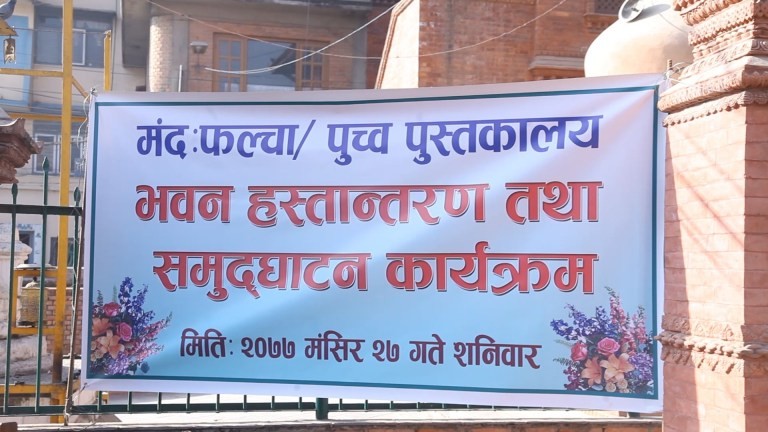 मंद:फल्चा/ पुच्व पुस्तकालय
भवन हस्तान्तरण तथा
समुद्घाटन कार्यक्रम
मिति: २०७७ मंसिर २७ गते शनिवार